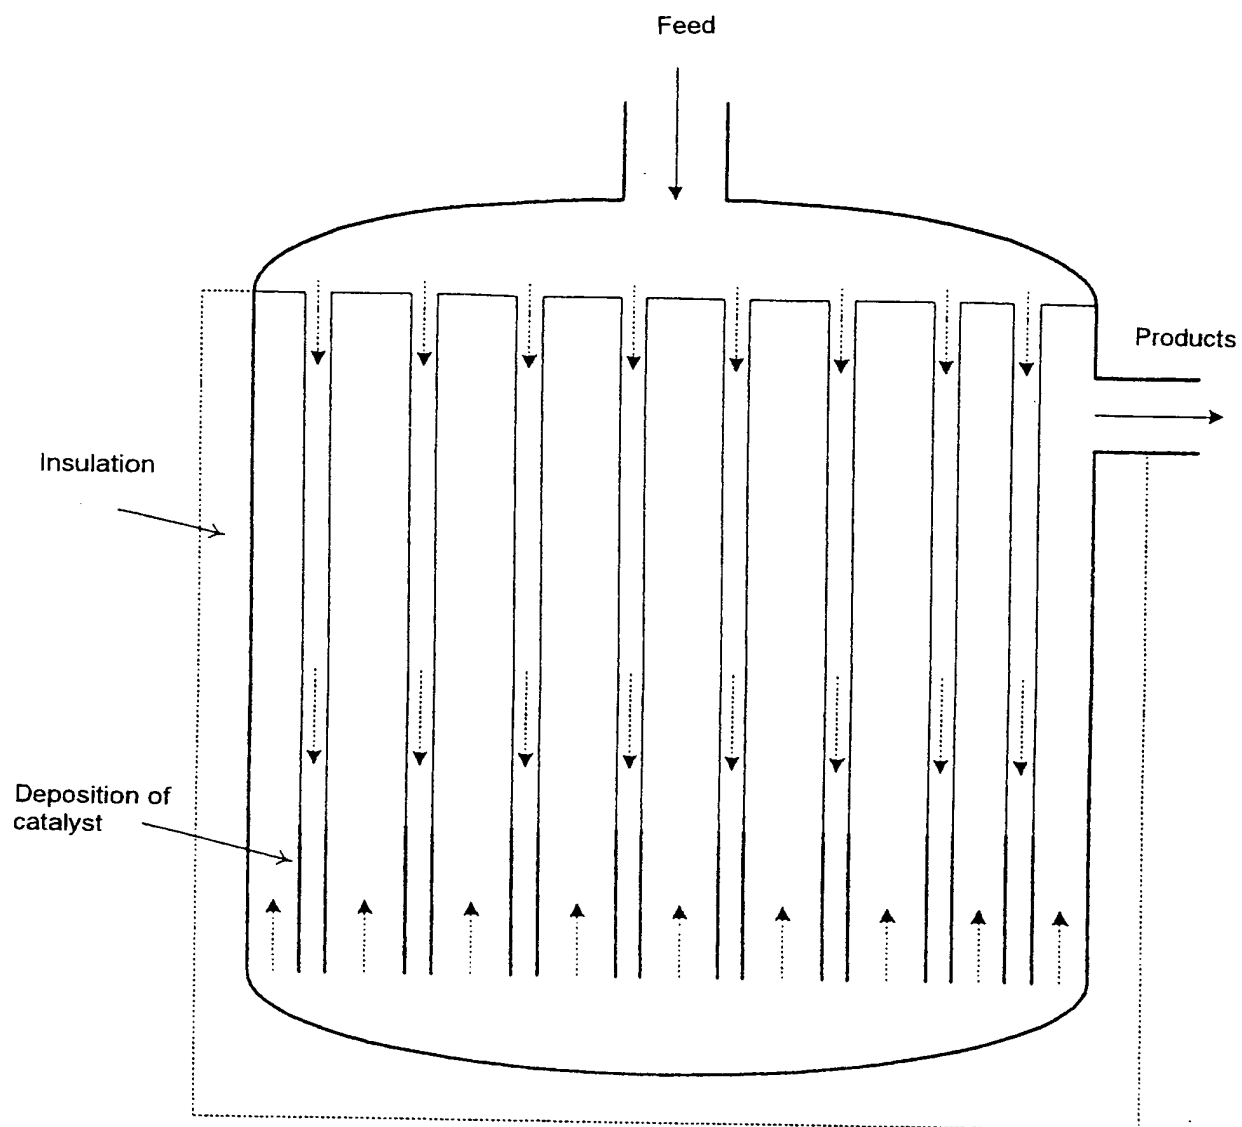 Feed
Products
Insulation
Deposition of
catalyst